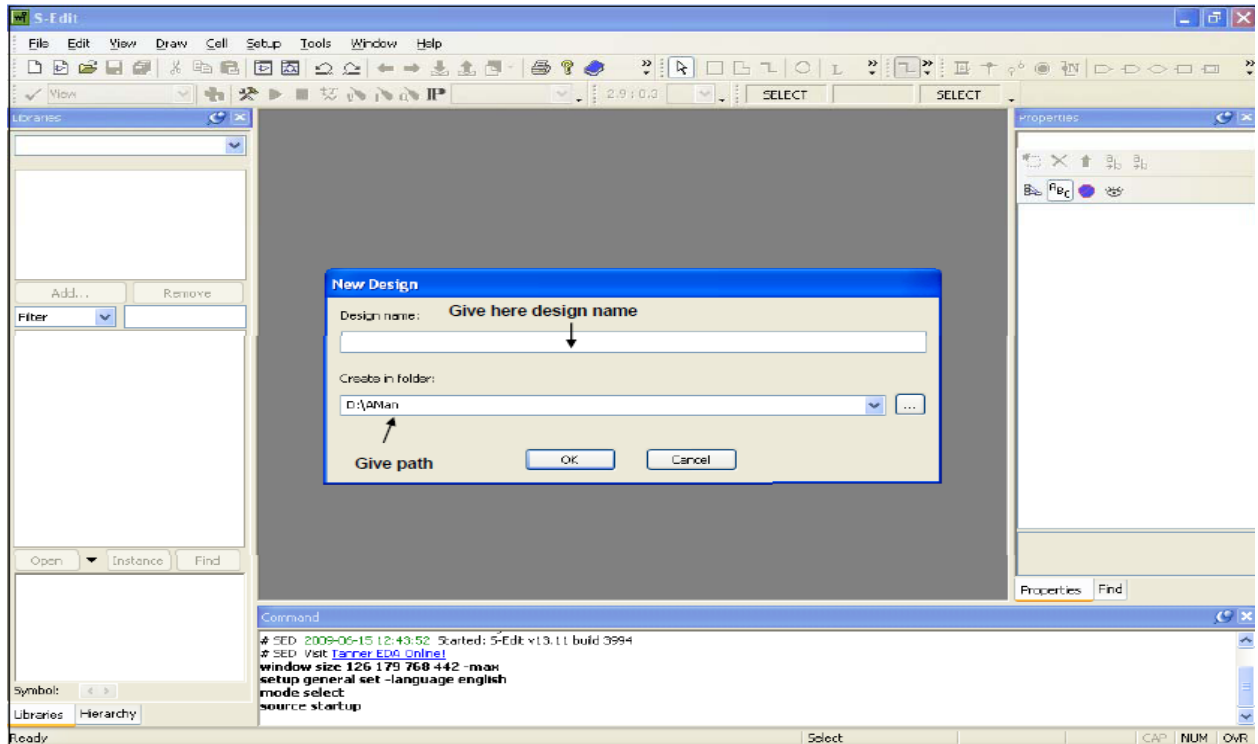 S-Edit
File Edit View Draw Cell Setup Tools Window Help
View 2.9:0.3 SELECT SELECT
Libraries
Properties
Add... Remove
Filter
New Design
Design name: Give here design name
Create in folder:
D:\AMan
...
Give path
OK Cancel
Open Instance Find
Properties Find
Command
# SED 2009-06-15 12:43:52 Started: S-Edit v13.11 build 3994
# SED Visit Tanner EDA Online!
window size 126 179 768 442 -max
setup general set -language english
mode select
source startup
Symbol:
Libraries Hierarchy
Ready Select CAP NUM OVR